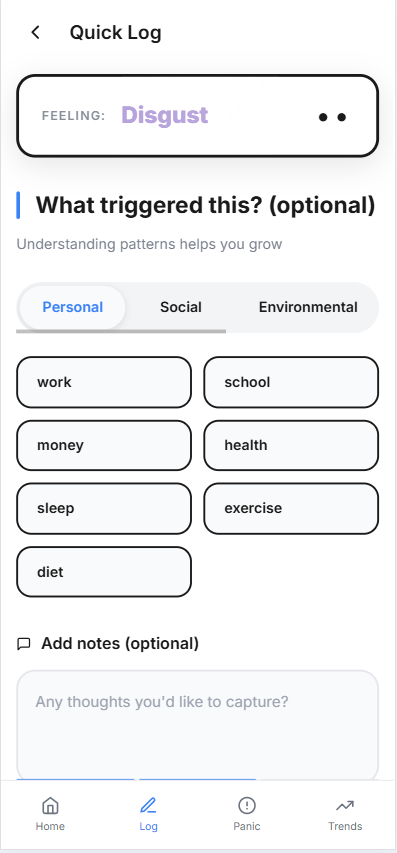 Quick Log
FEELING: Disgust
What triggered this? (optional)
Understanding patterns helps you grow
Personal Social Environmental
work school
money health
sleep exercise
diet
Add notes (optional)
Any thoughts you'd like to capture?
Home Log Panic Trends